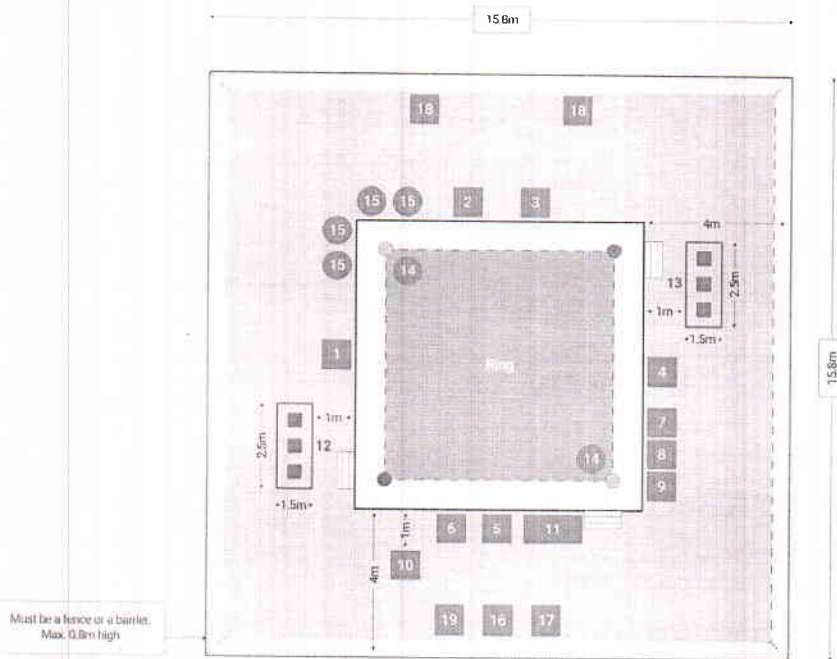 15.8m
18 18
15 15 2 3
15
15
14
4m
13
2.5m
1m
1.5m
15.8m
1
Ring
4
7
1m
2.5m
12
14
8
9
1.5m
6 5 11
1m
4m
10
19 16 17
Must be a fence or a barrier.
Max. 0.8m high